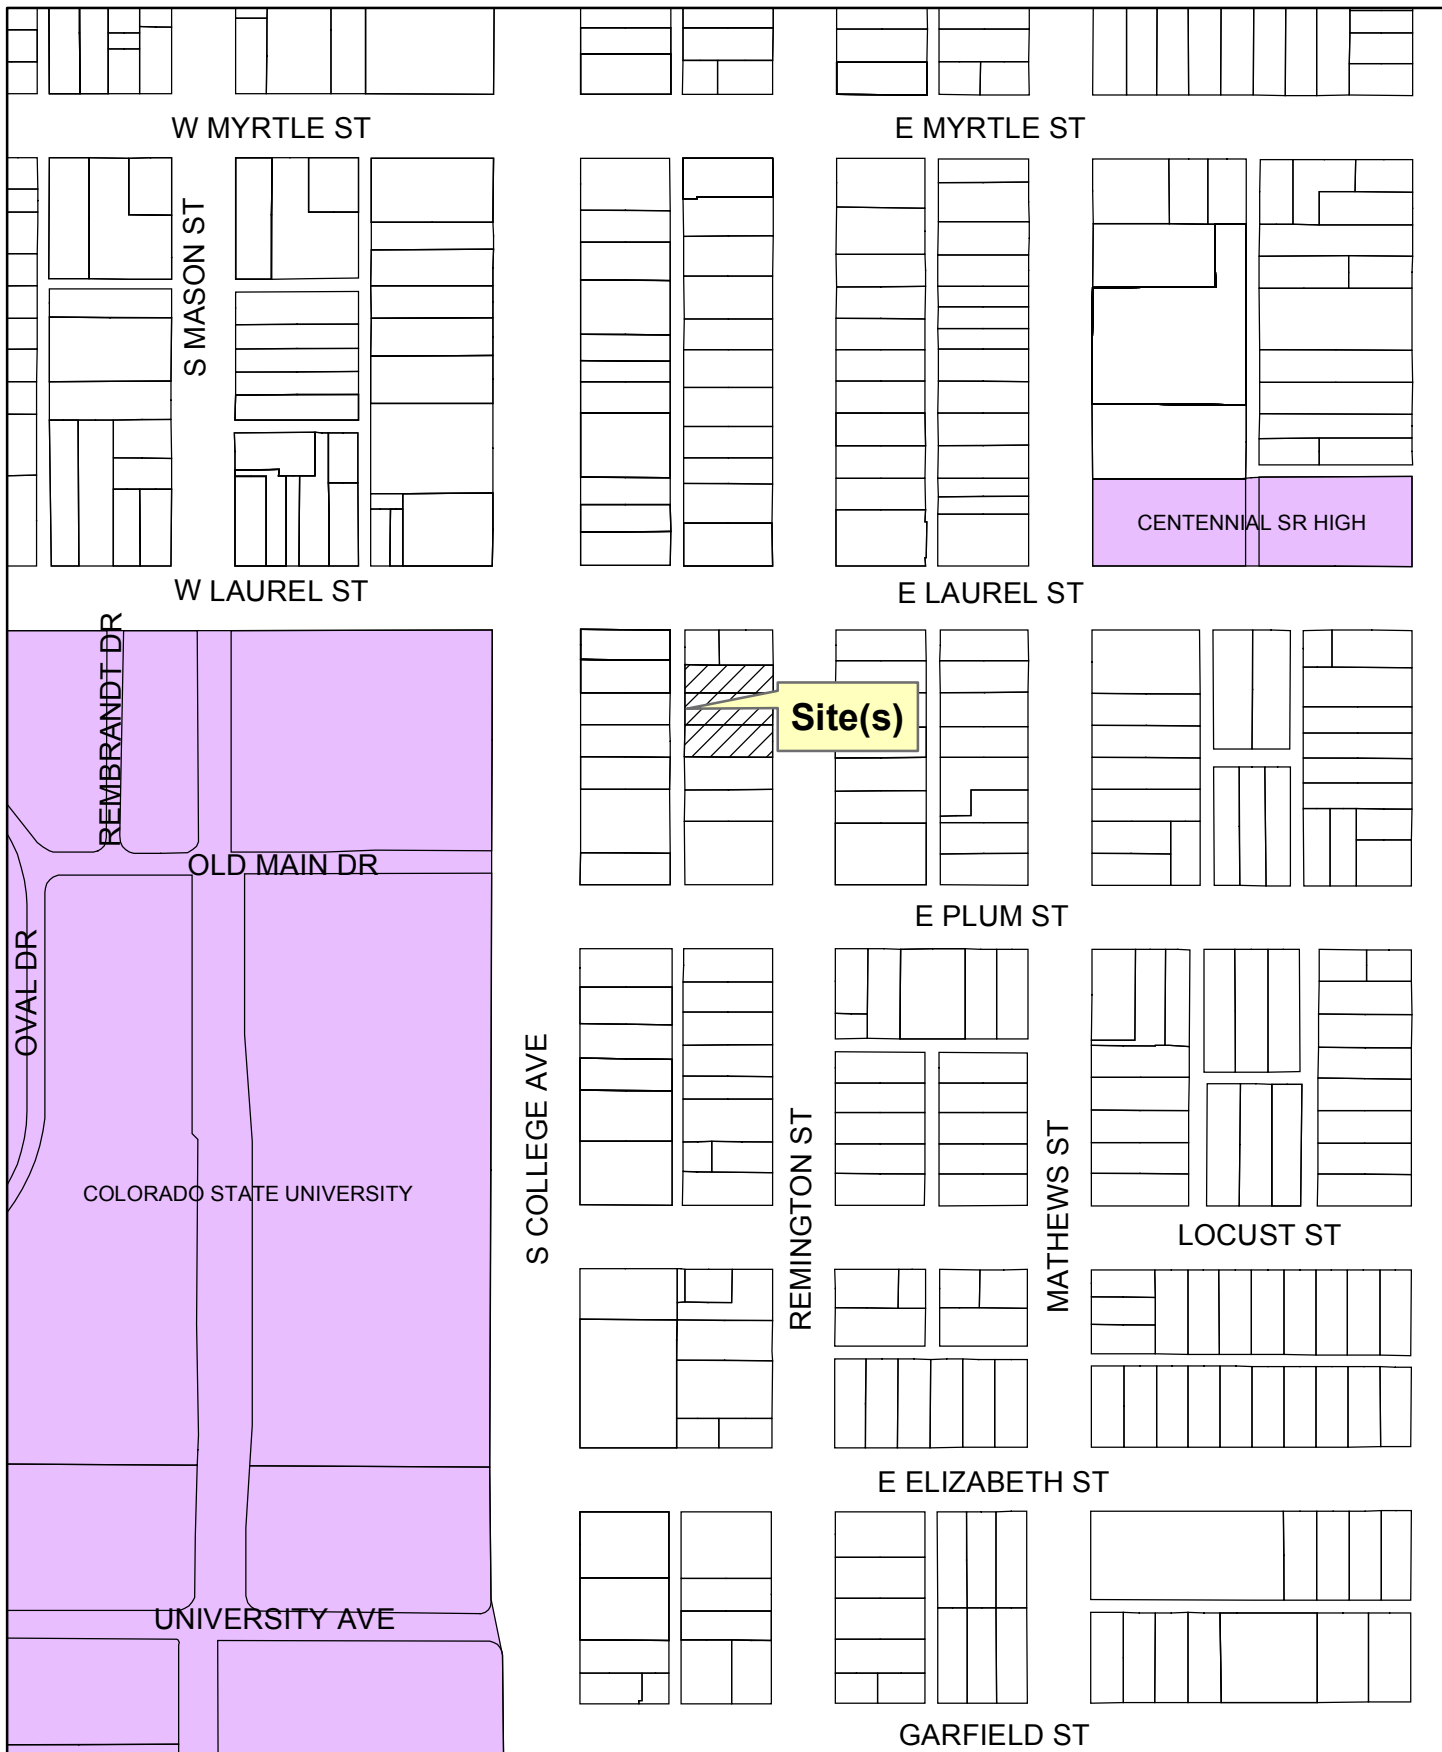 W MYRTLE ST
E MYRTLE ST
S MASON ST
CENTENNIAL SR HIGH
W LAUREL ST
E LAUREL ST
REMBRANDT DR
Site(s)
OLD MAIN DR
E PLUM ST
OVAL DR
S COLLEGE AVE
REMINGTON ST
MATHEWS ST
COLORADO STATE UNIVERSITY
LOCUST ST
E ELIZABETH ST
UNIVERSITY AVE
GARFIELD ST